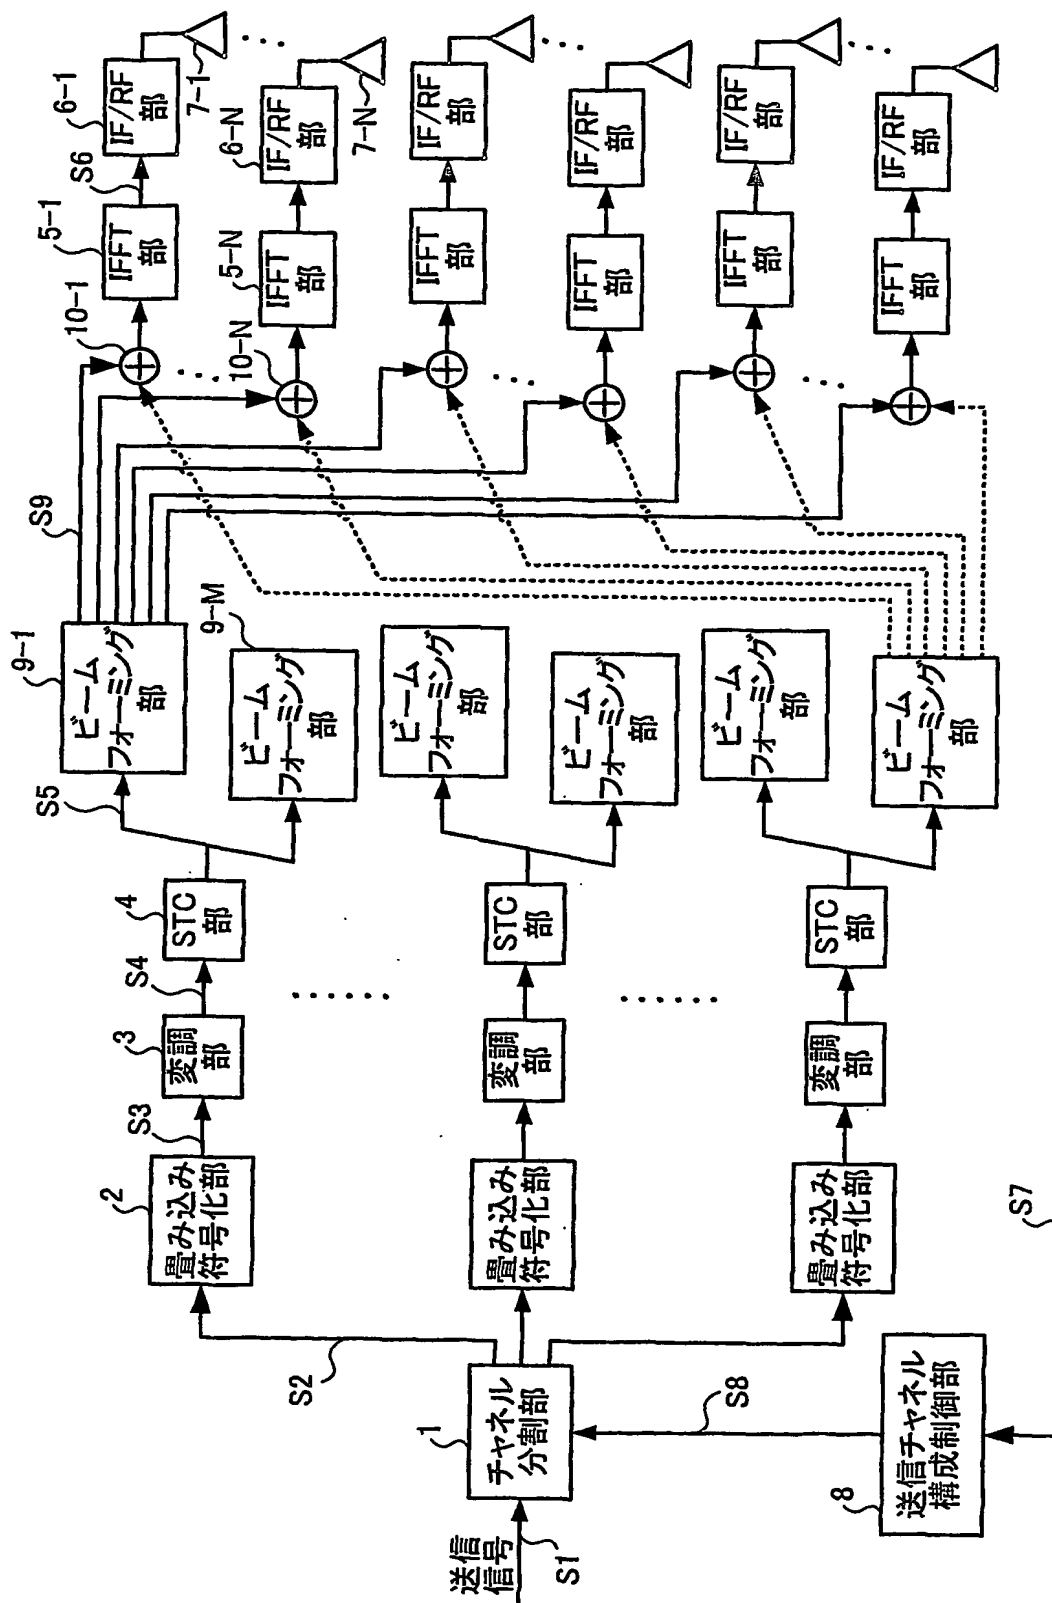 送信
信号
S1
1
チャネル
分割部
S8
8
送信チャネル
構成制御部
S7
S2
2
畳み込み
符号化部
S3
3
変調
部
S4
4
STC
部
S5
9-1
ビーム
フォーミング
部
9-M
ビーム
フォーミング
部
S9
10-1
10-N
5-1
IFFT
部
S6
6-1
IF/RF
部
7-1
5-N
IFFT
部
6-N
IF/RF
部
7-N
畳み込み
符号化部
変調
部
STC
部
ビーム
フォーミング
部
ビーム
フォーミング
部
IFFT
部
IF/RF
部
IFFT
部
IF/RF
部
畳み込み
符号化部
変調
部
STC
部
ビーム
フォーミング
部
ビーム
フォーミング
部
IFFT
部
IF/RF
部
IFFT
部
IF/RF
部